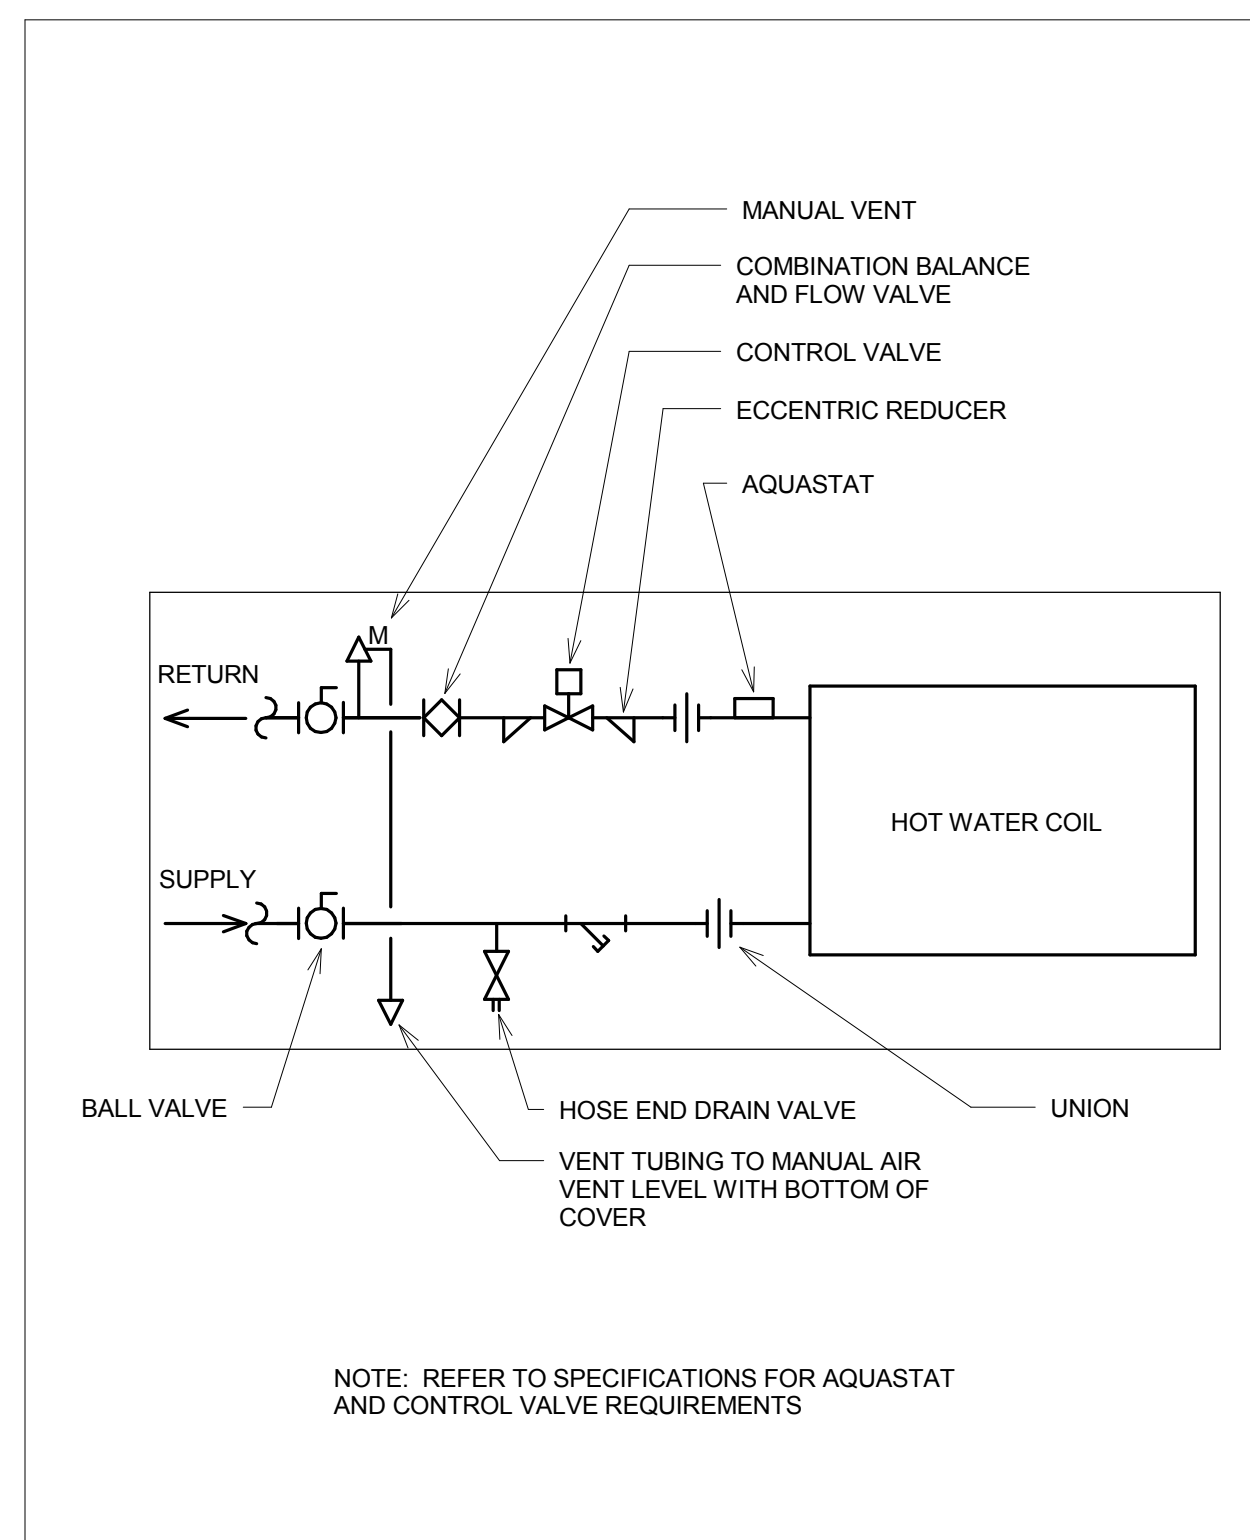 MANUAL VENT
COMBINATION BALANCE
AND FLOW VALVE
CONTROL VALVE
ECCENTRIC REDUCER
AQUASTAT
M
RETURN
HOT WATER COIL
SUPPLY
BALL VALVE
HOSE END DRAIN VALVE
UNION
VENT TUBING TO MANUAL AIR
VENT LEVEL WITH BOTTOM OF
COVER
NOTE: REFER TO SPECIFICATIONS FOR AQUASTAT
AND CONTROL VALVE REQUIREMENTS